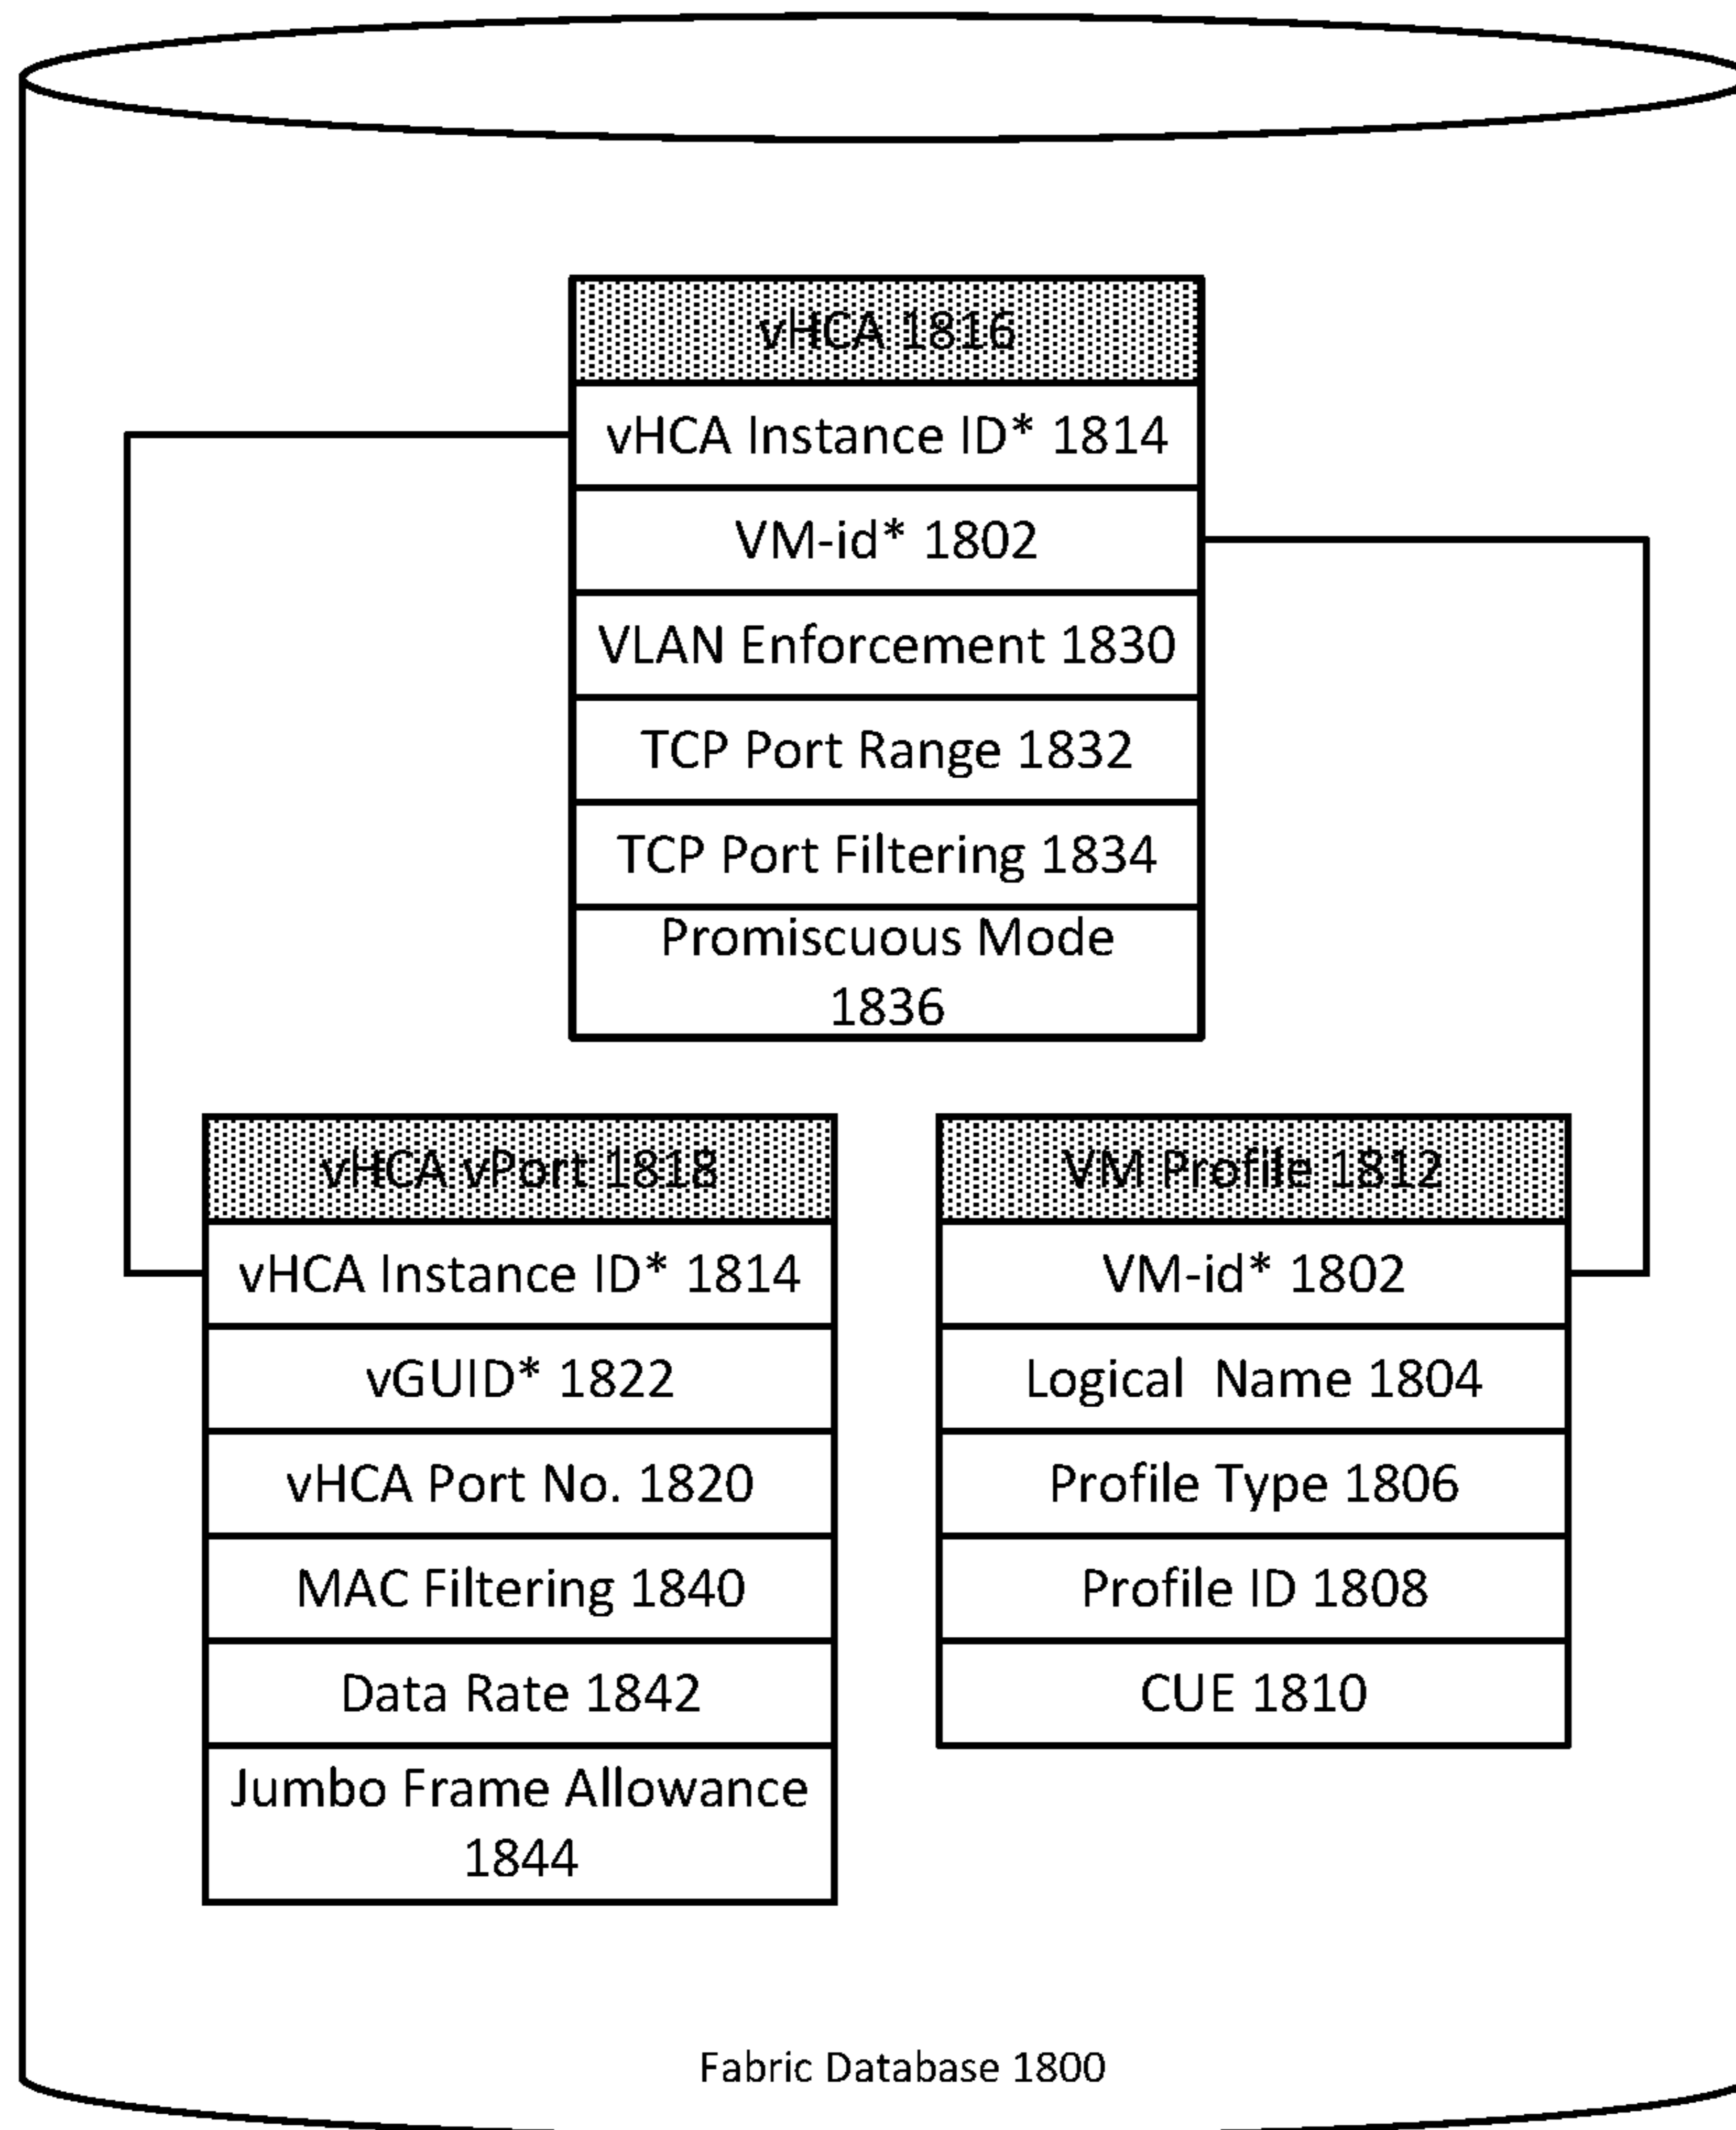 vHCA 1816
vHCA Instance ID* 1814
VM-id* 1802
VLAN Enforcement 1830
TCP Port Range 1832
TCP Port Filtering 1834
Promiscuous Mode
1836
vHCA vPort 1818
vHCA Instance ID* 1814
vGUID* 1822
vHCA Port No. 1820
MAC Filtering 1840
Data Rate 1842
Jumbo Frame Allowance
1844
VM Profile 1812
VM-id* 1802
Logical  Name 1804
Profile Type 1806
Profile ID 1808
CUE 1810
Fabric Database 1800